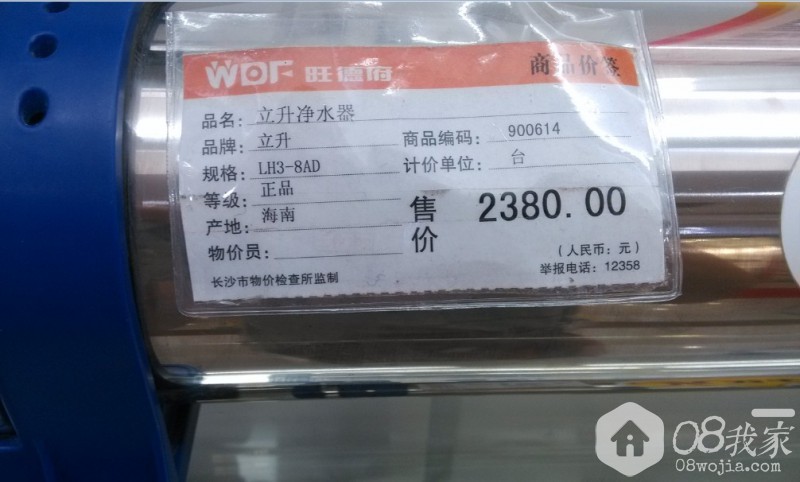 WDF 旺德府 商品价签
品名: 立升净水器
品牌: 立升 商品编码: 900614
规格: LH3-8AD 计价单位: 台
等级: 正品
产地: 海南
售价 2380.00
物价员:
(人民币: 元)
长沙市物价检查所监制 举报电话: 12358
08我家
08wojia.com